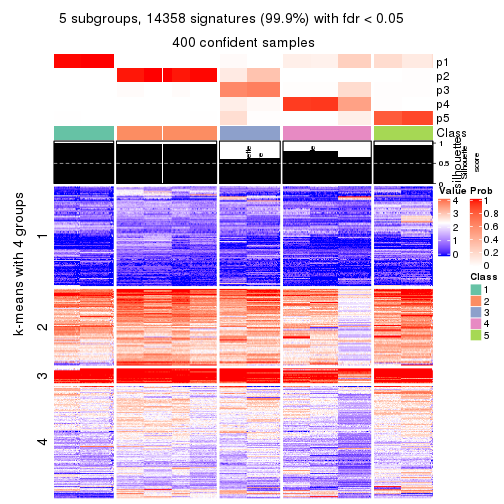 5 subgroups, 14358 signatures (99.9%) with fdr < 0.05
400 confident samples
p1
p2
p3
p4
p5
Class
1
0.5
0
silhouette
Silhouette
score
k-means with 4 groups
1
2
3
4
Value
4
3
2
1
0
Prob
1
0.8
0.6
0.4
0.2
0
Class
1
2
3
4
5